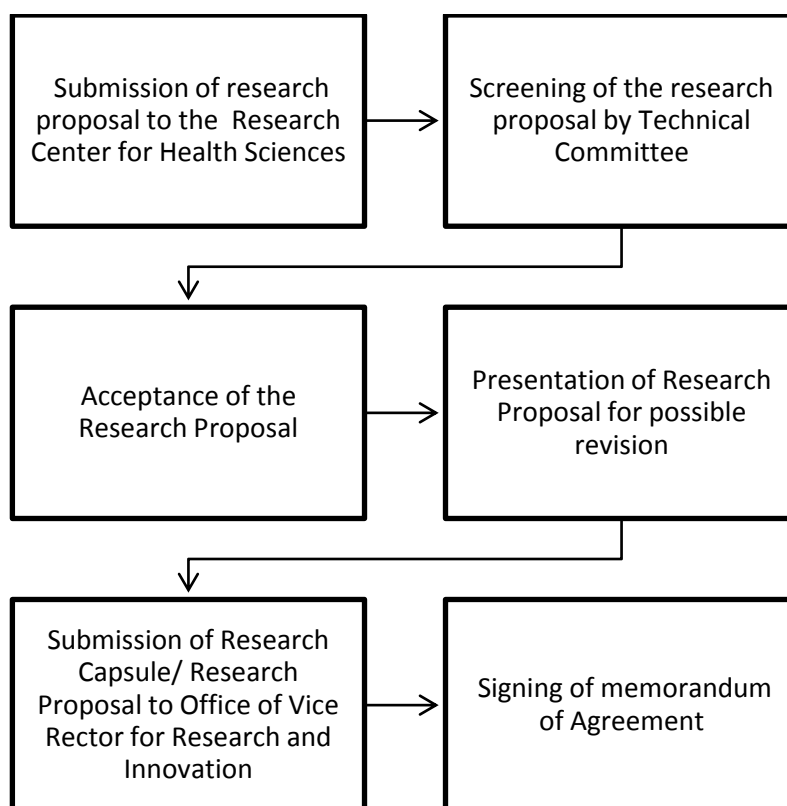 Submission of research
proposal to the Research
Center for Health Sciences
Screening of the research
proposal by Technical
Committee
Acceptance of the
Research Proposal
Presentation of Research
Proposal for possible
revision
Submission of Research
Capsule/ Research
Proposal to Office of Vice
Rector for Research and
Innovation
Signing of memorandum
of Agreement